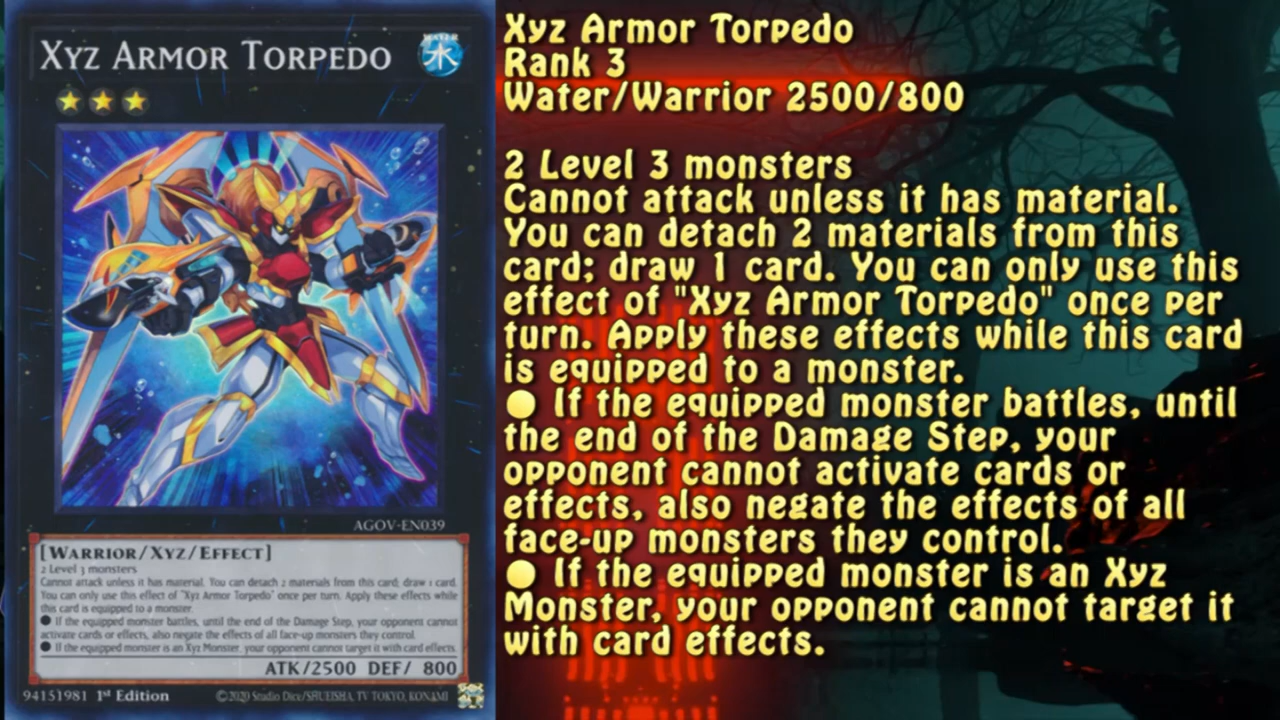 XYZ ARMOR TORPEDO
WATER
水
AGOV-EN039
[WARRIOR/XYZ/EFFECT]
2 Level 3 monsters
Cannot attack unless it has material. You can detach 2 materials from this card; draw 1 card.
You can only use this effect of "Xyz Armor Torpedo" once per turn. Apply these effects while
this card is equipped to a monster.
● If the equipped monster battles, until the end of the Damage Step, your opponent cannot
activate cards or effects, also negate the effects of all face-up monsters they control.
● If the equipped monster is an Xyz Monster, your opponent cannot target it with card effects.
ATK/2500 DEF/ 800
94151981 1st Edition ©2020 Studio Dice/SHUEISHA, TV TOKYO, KONAMI
Xyz Armor Torpedo
Rank 3
Water/Warrior 2500/800
2 Level 3 monsters
Cannot attack unless it has material.
You can detach 2 materials from this
card; draw 1 card. You can only use this
effect of "Xyz Armor Torpedo" once per
turn. Apply these effects while this card
is equipped to a monster.
● If the equipped monster battles, until
the end of the Damage Step, your
opponent cannot activate cards or
effects, also negate the effects of all
face-up monsters they control.
● If the equipped monster is an Xyz
Monster, your opponent cannot target it
with card effects.